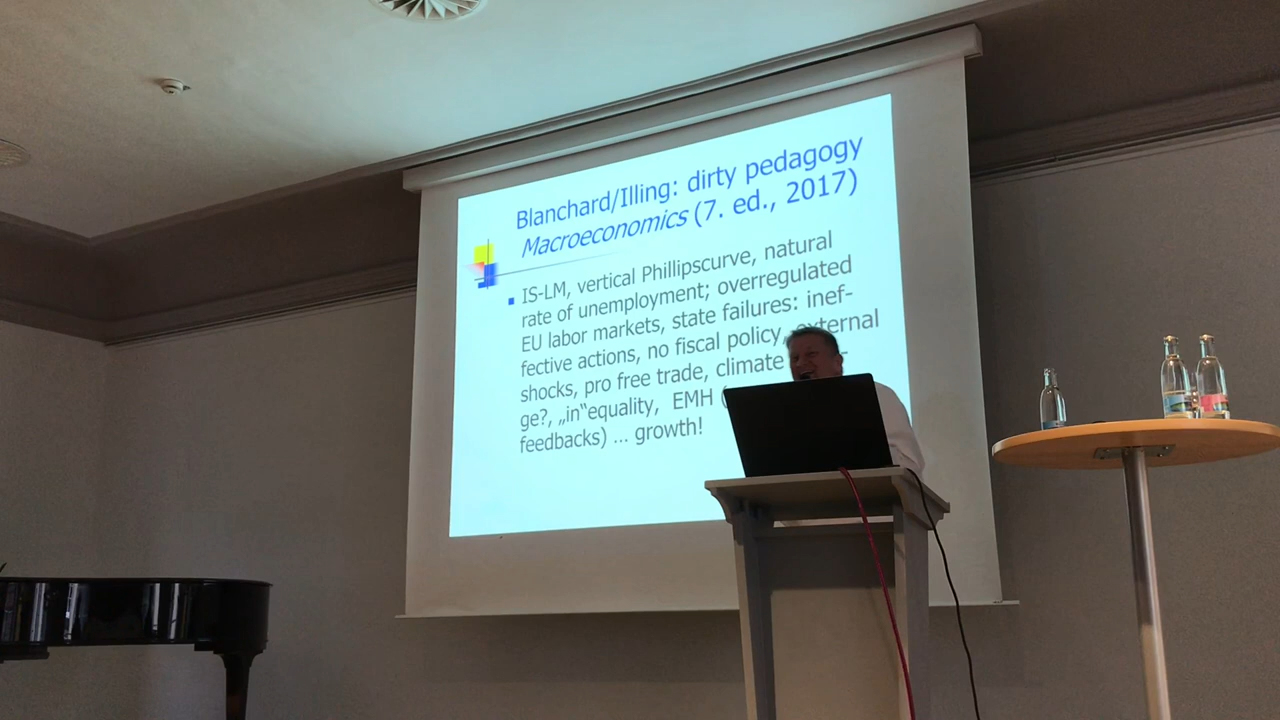 Blanchard/Illing: dirty pedagogy
Macroeconomics (7. ed., 2017)
IS-LM, vertical Phillipscurve, natural
rate of unemployment; overregulated
EU labor markets, state failures: inef-
fective actions, no fiscal policy, external
shocks, pro free trade, climate
ge?, „in“equality, EMH (
feedbacks) ... growth!